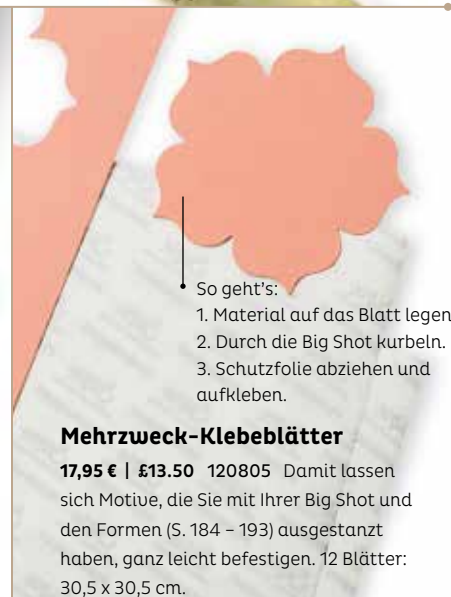 So geht's:
1. Material auf das Blatt legen
2. Durch die Big Shot kurbeln.
3. Schutzfolie abziehen und
aufkleben.
Mehrzweck-Klebeblätter
17,95 € | £13.50 120805 Damit lassen
sich Motive, die Sie mit Ihrer Big Shot und
den Formen (S. 184 – 193) ausgestanzt
haben, ganz leicht befestigen. 12 Blätter:
30,5 x 30,5 cm.